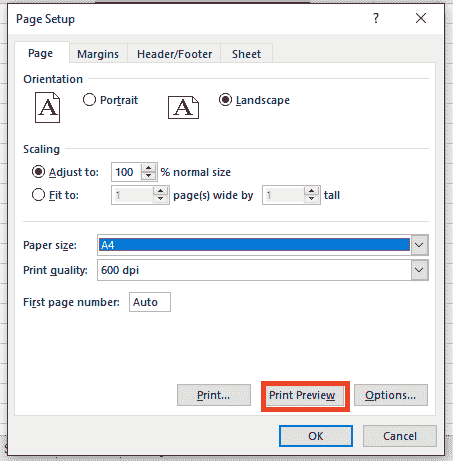 Page Setup ? ×
Page Margins Header/Footer Sheet
Orientation
A Portrait A Landscape
Scaling
Adjust to: 100 % normal size
Fit to: 1 page(s) wide by 1 tall
Paper size: A4
Print quality: 600 dpi
First page number: Auto
Print... Print Preview Options...
OK Cancel